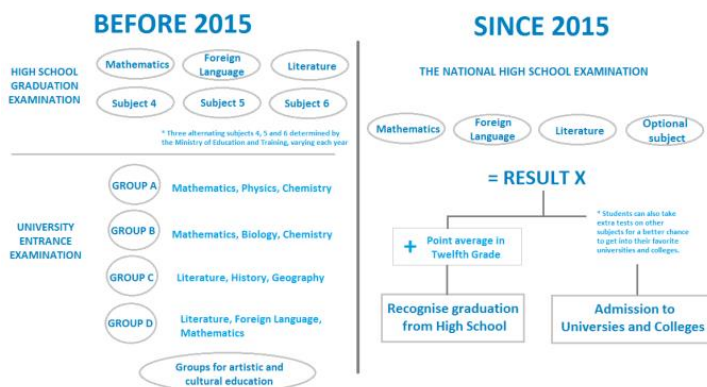 BEFORE 2015
HIGH SCHOOL
GRADUATION
EXAMINATION
Mathematics
Foreign
Language
Literature
Subject 4
Subject 5
Subject 6
* Three alternating subjects 4, 5 and 6 determined by
the Ministry of Education and Training, varying each year
UNIVERSITY
ENTRANCE
EXAMINATION
GROUP A
Mathematics, Physics, Chemistry
GROUP B
Mathematics, Biology, Chemistry
GROUP C
Literature, History, Geography
GROUP D
Literature, Foreign Language,
Mathematics
Groups for artistic and
cultural education
SINCE 2015
THE NATIONAL HIGH SCHOOL EXAMINATION
Mathematics
Foreign
Language
Literature
Optional
subject
= RESULT X
+ Point average in
Twelfth Grade
* Students can also take
extra tests on other
subjects for a better chance
to get into their favorite
universities and colleges.
Recognise graduation
from High School
Admission to
Universies and Colleges